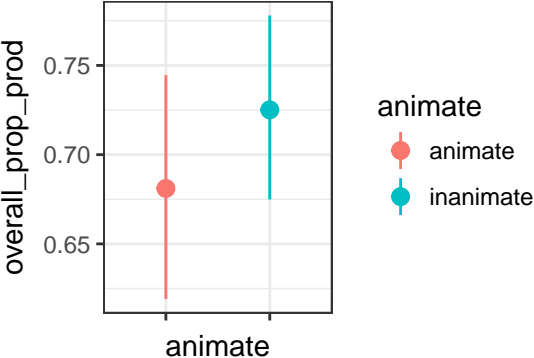 overall_prop_prod
0.75
0.70
0.65
animate
animate
animate
inanimate